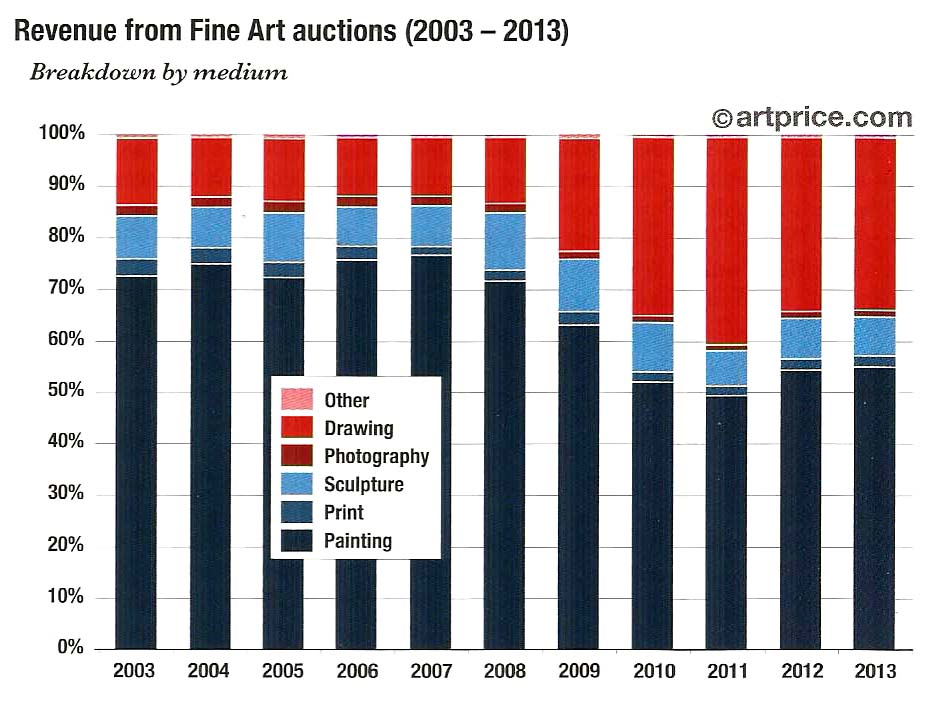 Revenue from Fine Art auctions (2003 – 2013)
Breakdown by medium
©artprice.com
100%
90%
80%
70%
60%
50%
40%
30%
20%
10%
0%
Other
Drawing
Photography
Sculpture
Print
Painting
2003 2004 2005 2006 2007 2008 2009 2010 2011 2012 2013